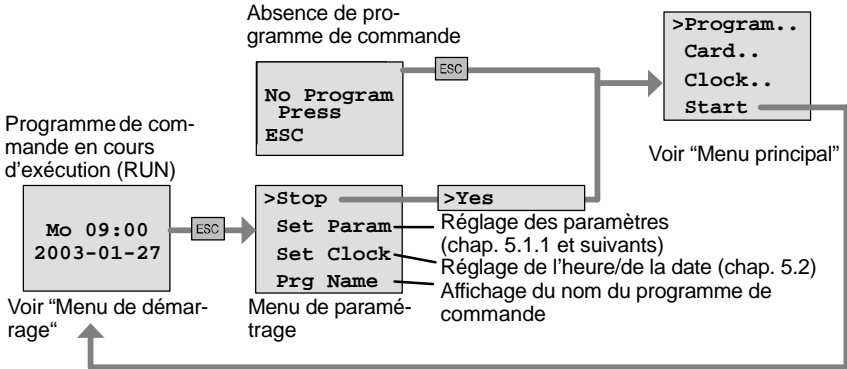 Absence de pro-
gramme de commande
ESC
No Program
Press
ESC
>Program..
Card..
Clock..
Start
Voir “Menu principal”
Programme de com-
mande en cours
d’exécution (RUN)
Mo 09:00
2003-01-27
ESC
Voir “Menu de démar-
rage“
>Stop
Set Param
Set Clock
Prg Name
Menu de paramé-
trage
>Yes
Réglage des paramètres
(chap. 5.1.1 et suivants)
Réglage de l’heure/de la date (chap. 5.2)
Affichage du nom du programme de
commande